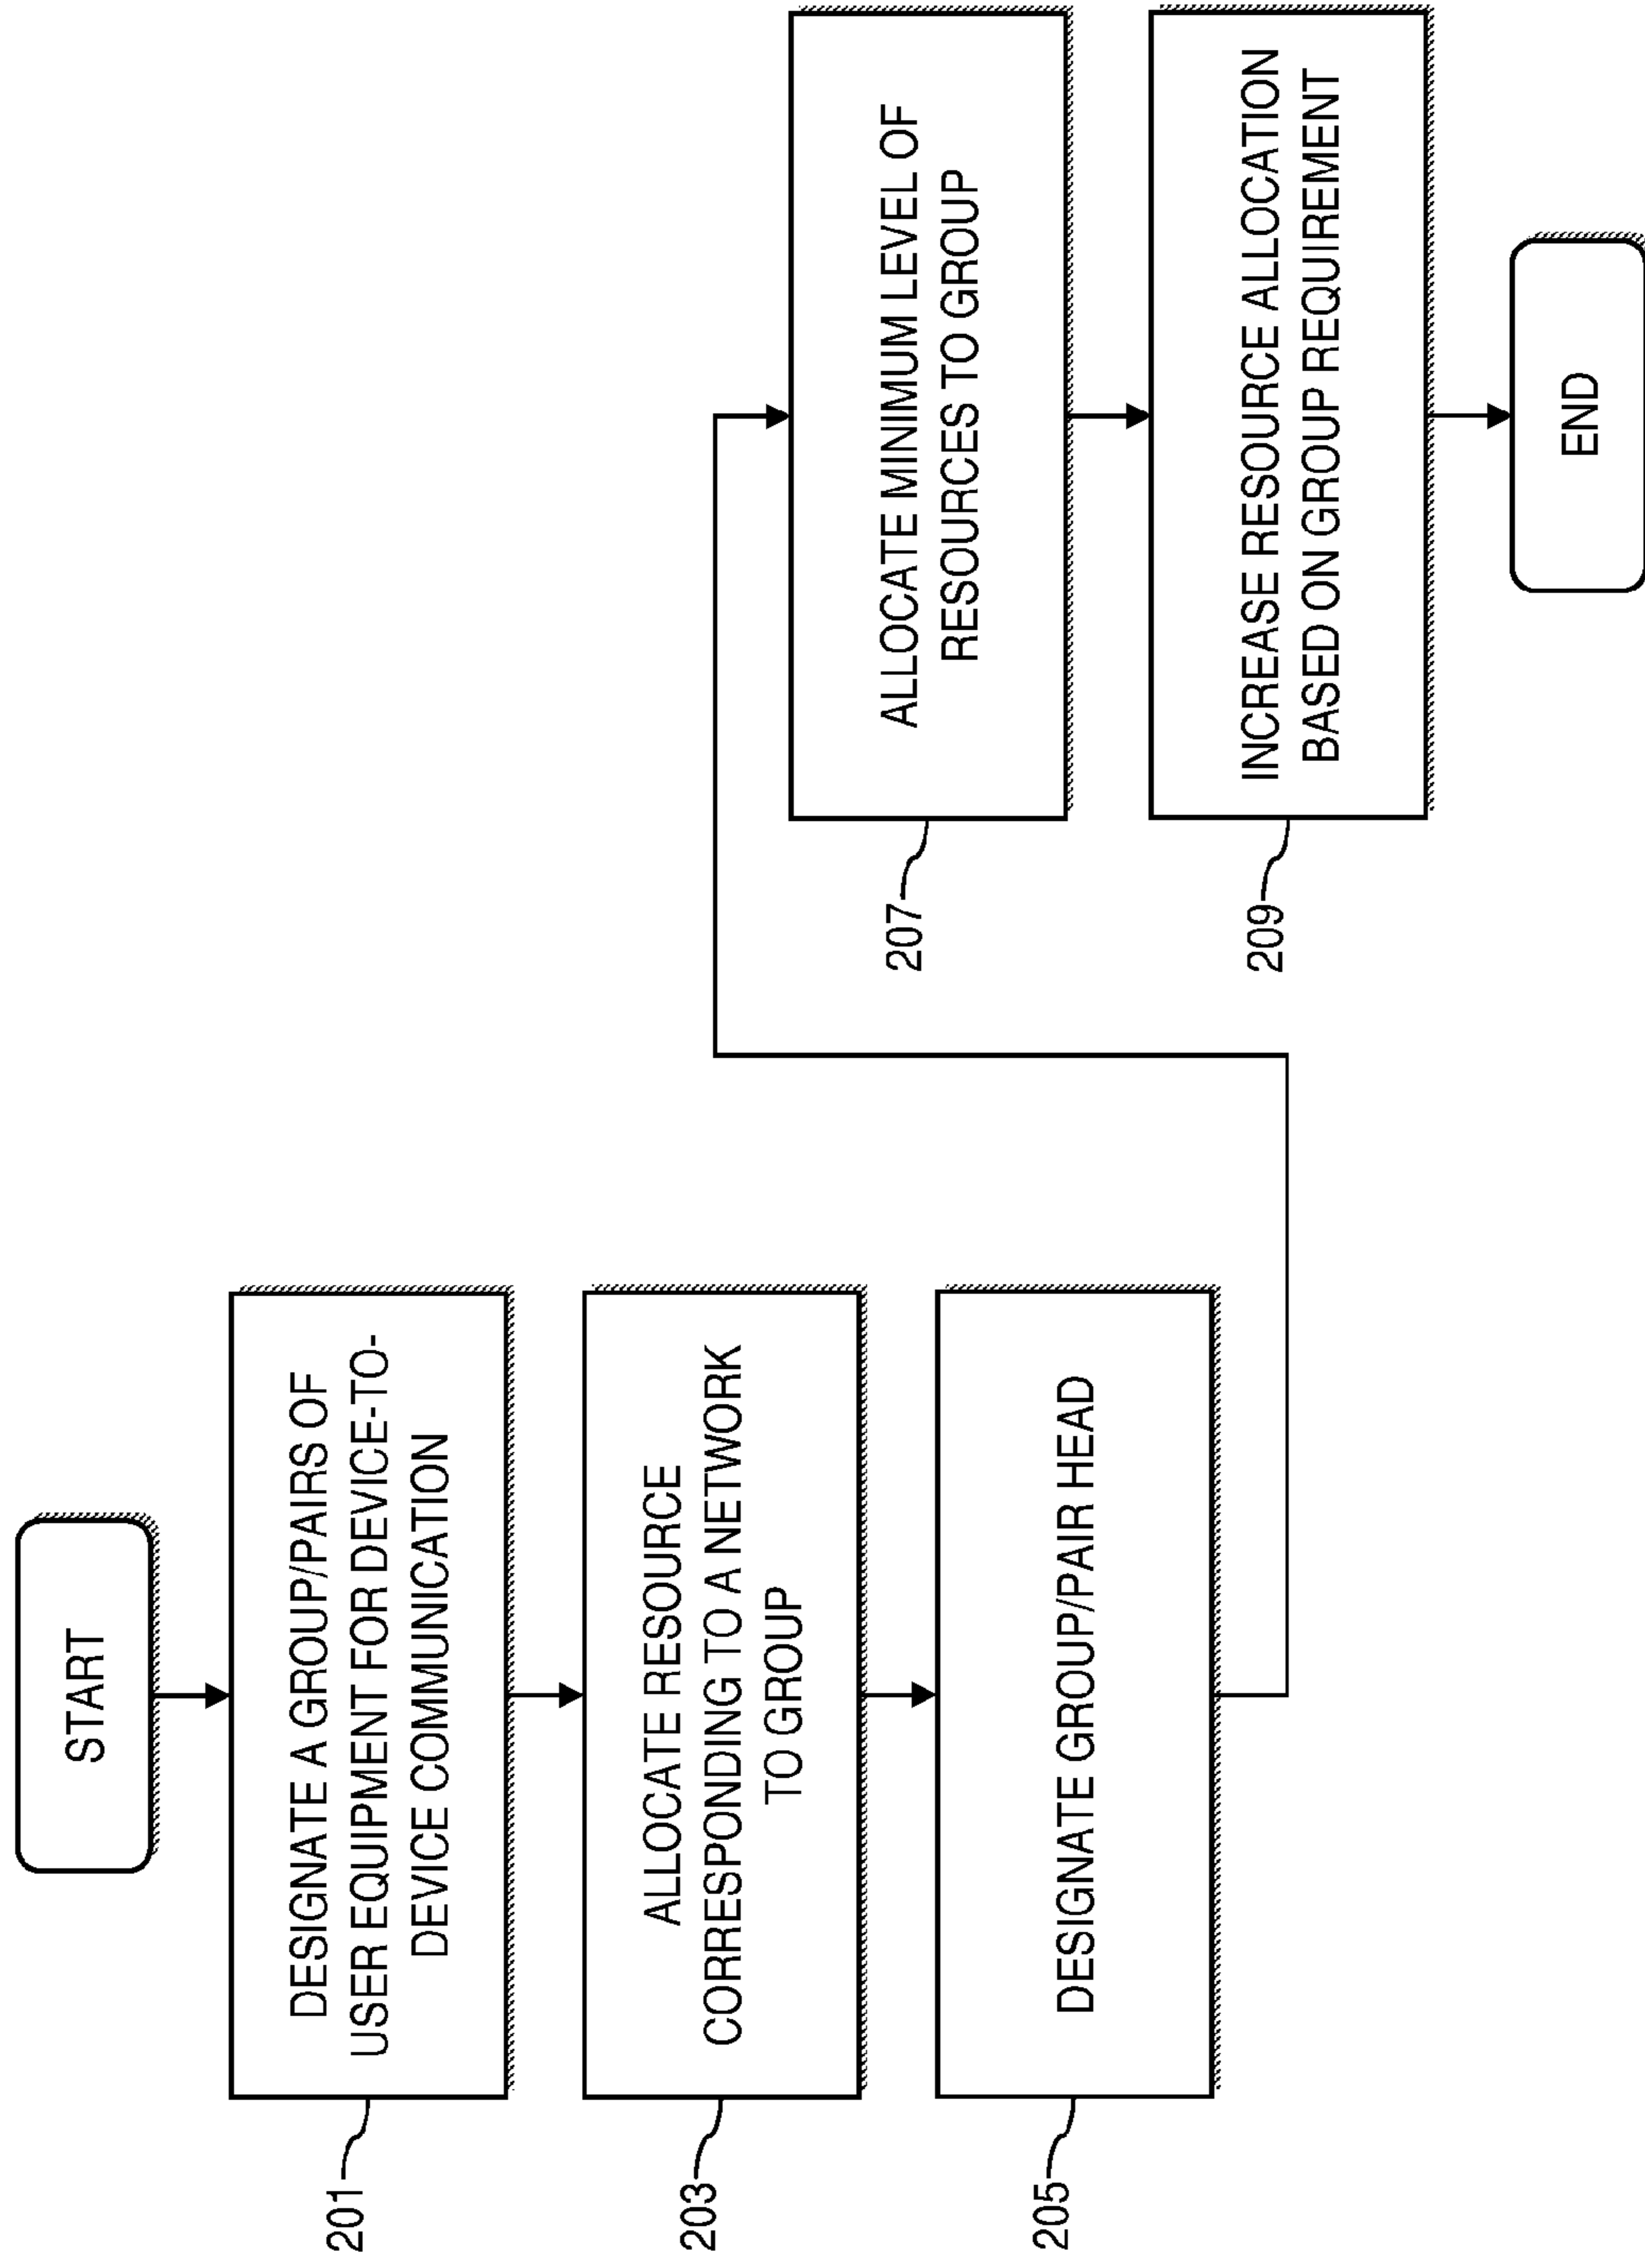 START
DESIGNATE A GROUP/PAIRS OF
USER EQUIPMENT FOR DEVICE-TO-
DEVICE COMMUNICATION
201
ALLOCATE RESOURCE
CORRESPONDING TO A NETWORK
TO GROUP
203
DESIGNATE GROUP/PAIR HEAD
205
ALLOCATE MINIMUM LEVEL OF
RESOURCES TO GROUP
207
INCREASE RESOURCE ALLOCATION
BASED ON GROUP REQUIREMENT
209
END